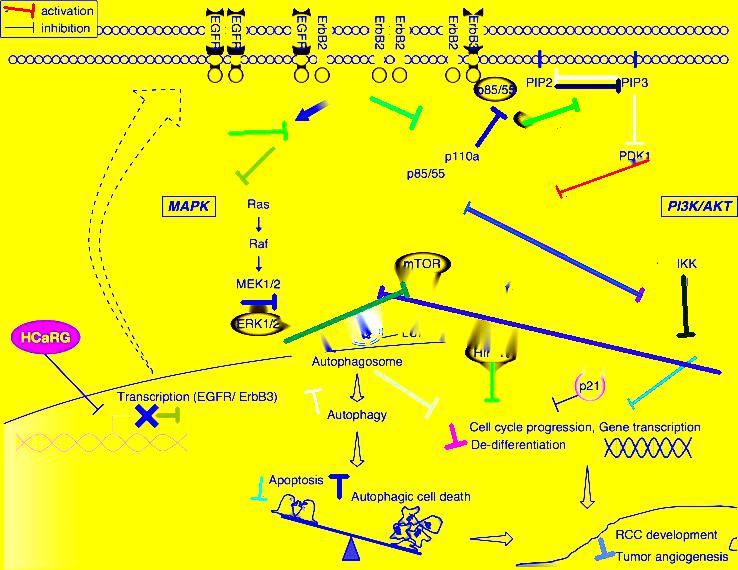 activation
inhibition
EGFR
EGFR
EGFR
ErbB2
ErbB2
ErbB2
ErbB2
ErbB3
p85/55
PIP2
PIP3
p110a
PDK1
p85/55
MAPK
Ras
PI3K/AKT
Raf
mTOR
IKK
MEK1/2
ERK1/2
HCaRG
Autophagosome
p21
Transcription (EGFR/ ErbB3)
Autophagy
Cell cycle progression, Gene transcription
De-differentiation
Apoptosis
Autophagic cell death
RCC development
Tumor angiogenesis